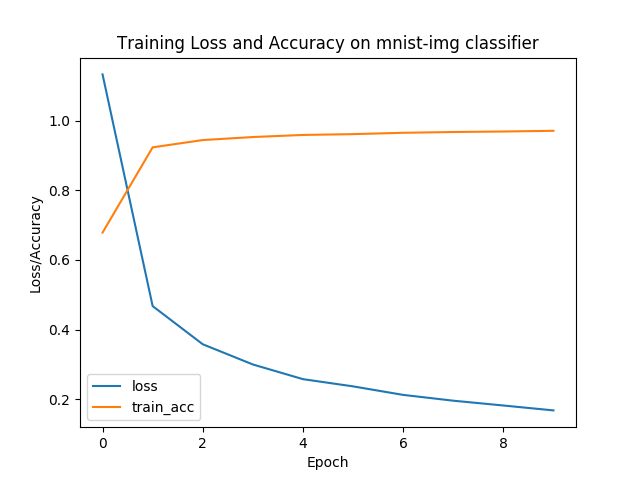 Training Loss and Accuracy on mnist-img classifier
1.0
0.8
0.6
0.4
0.2
Loss/Accuracy
loss
train_acc
0 2 4 6 8
Epoch